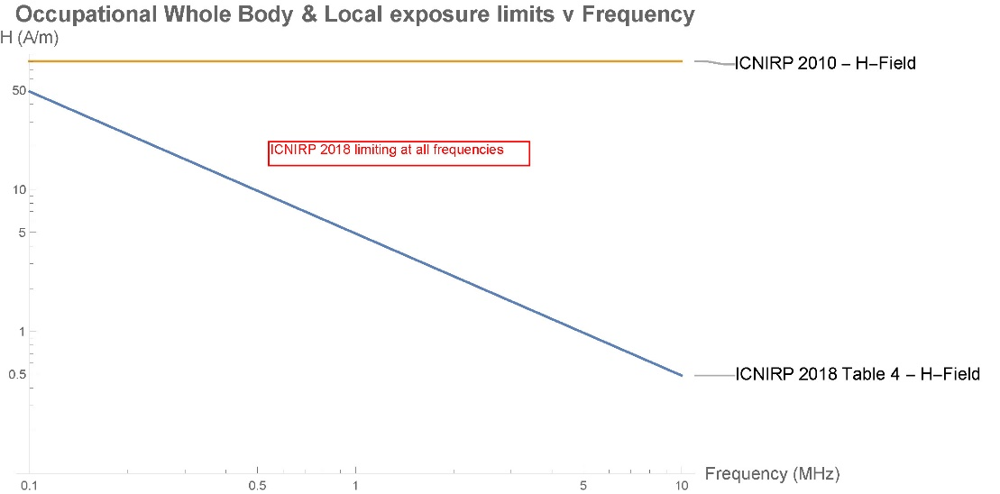 Occupational Whole Body & Local exposure limits v Frequency
H (A/m)
ICNIRP 2010 – H–Field
50
ICNIRP 2018 limiting at all frequencies
10
5
1
0.5
ICNIRP 2018 Table 4 – H–Field
0.1
0.5
1
5
10
Frequency (MHz)